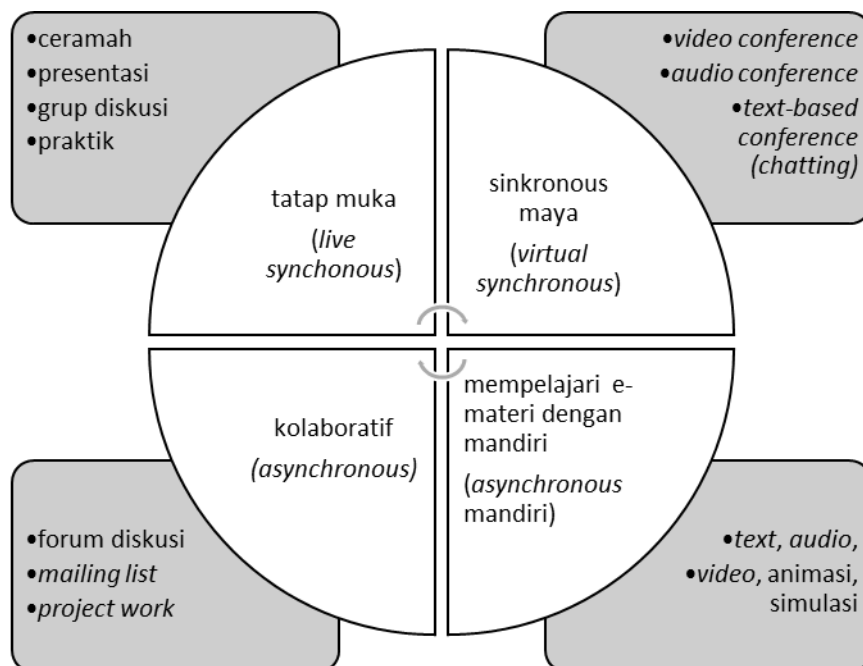 •ceramah
•presentasi
•grup diskusi
•praktik
•video conference
•audio conference
•text-based
conference
(chatting)
tatap muka
(live
synchonous)
sinkronous
maya
(virtual
synchronous)
kolaboratif
(asynchronous)
mempelajari e-
materi dengan
mandiri
(asynchronous
mandiri)
•forum diskusi
•mailing list
•project work
•text, audio,
•video, animasi,
simulasi